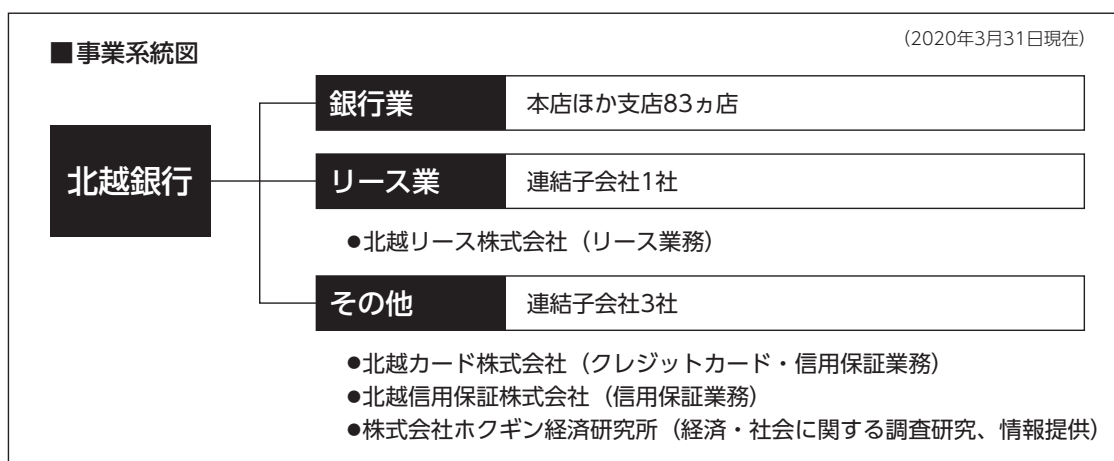 ■事業系統図
(2020年3月31日現在)
北越銀行
銀行業 本店ほか支店83ヵ店
リース業 連結子会社1社
●北越リース株式会社(リース業務)
その他 連結子会社3社
●北越カード株式会社(クレジットカード・信用保証業務)
●北越信用保証株式会社(信用保証業務)
●株式会社ホクギン経済研究所(経済・社会に関する調査研究、情報提供)